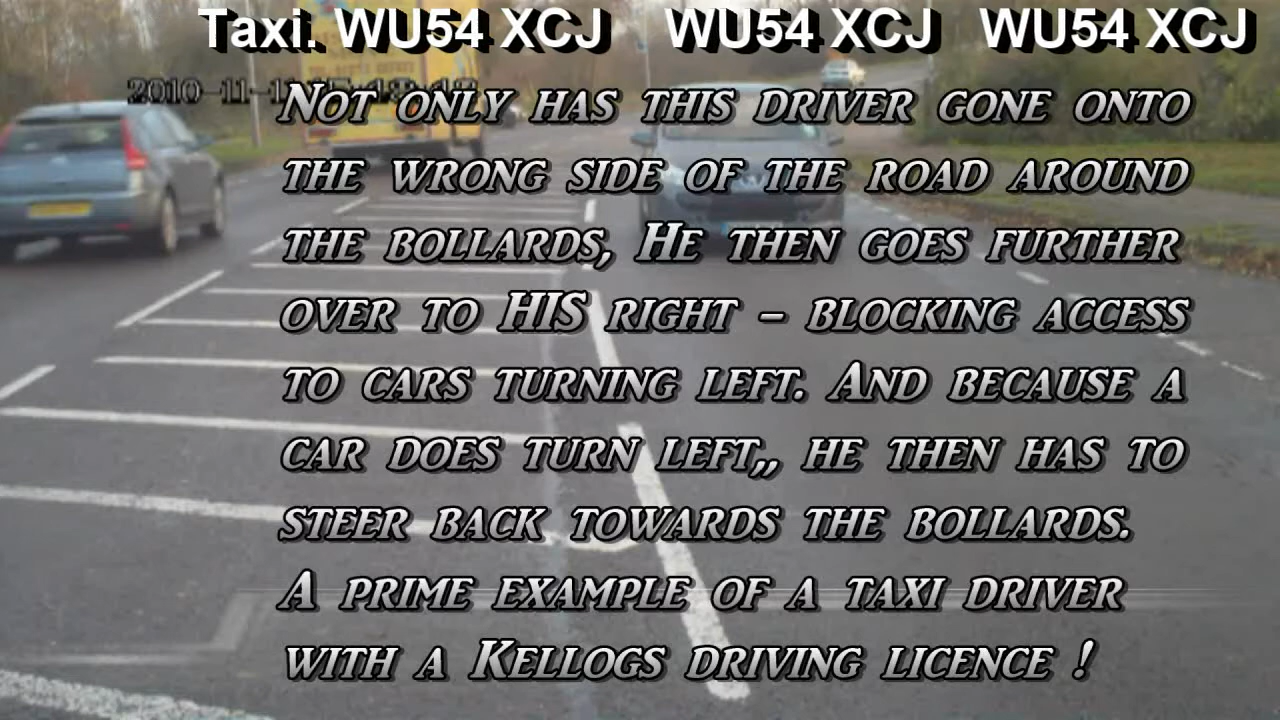 Taxi. WU54 XCJ WU54 XCJ WU54 XCJ
2010-11-1
NOT ONLY HAS THIS DRIVER GONE ONTO
THE WRONG SIDE OF THE ROAD AROUND
THE BOLLARDS, HE THEN GOES FURTHER
OVER TO HIS RIGHT - BLOCKING ACCESS
TO CARS TURNING LEFT. AND BECAUSE A
CAR DOES TURN LEFT,, HE THEN HAS TO
STEER BACK TOWARDS THE BOLLARDS.
A PRIME EXAMPLE OF A TAXI DRIVER
WITH A KELLOGS DRIVING LICENCE !